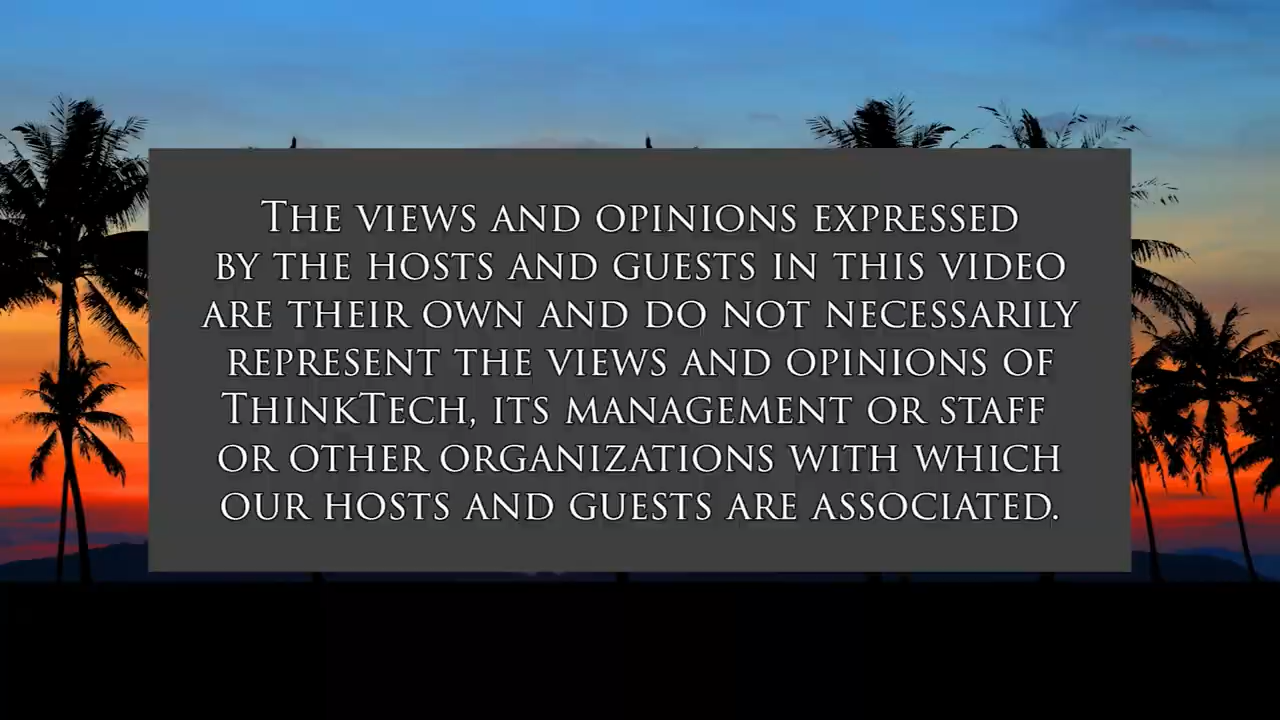 The views and opinions expressed
by the hosts and guests in this video
are their own and do not necessarily
represent the views and opinions of
ThinkTech, its management or staff
or other organizations with which
our hosts and guests are associated.